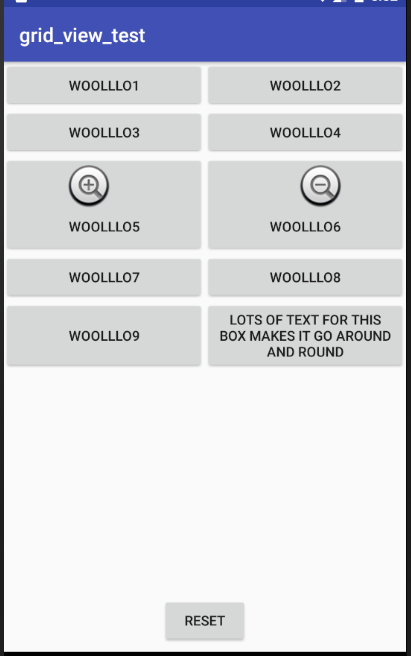 grid_view_test
WOOLLLO1
WOOLLLO2
WOOLLLO3
WOOLLLO4
WOOLLLO5
WOOLLLO6
WOOLLLO7
WOOLLLO8
WOOLLLO9
LOTS OF TEXT FOR THIS
BOX MAKES IT GO AROUND
AND ROUND
RESET